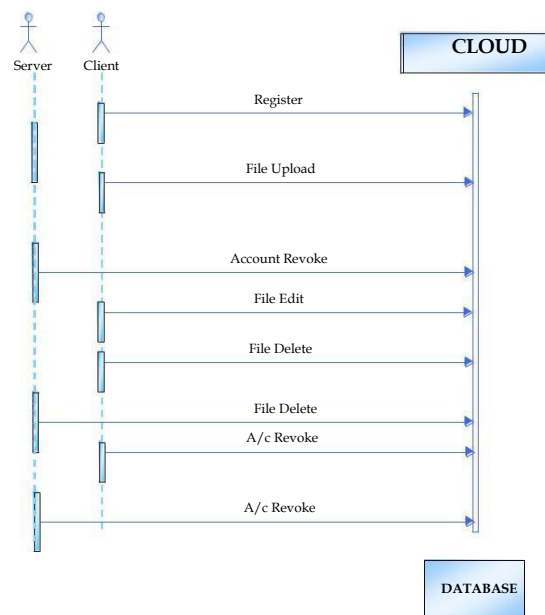 Server
Client
CLOUD
Register
File Upload
Account Revoke
File Edit
File Delete
File Delete
A/c Revoke
A/c Revoke
DATABASE